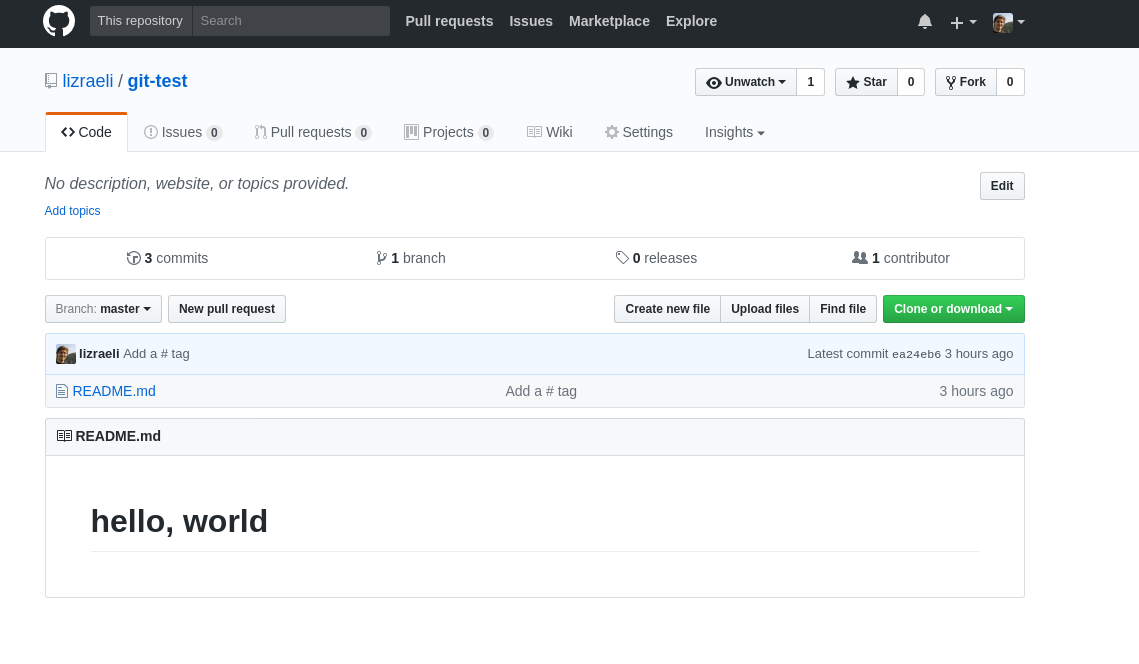 This repository Search Pull requests Issues Marketplace Explore
lizraeli / git-test Unwatch 1 Star 0 Fork 0
Code Issues 0 Pull requests 0 Projects 0 Wiki Settings Insights
No description, website, or topics provided. Edit
Add topics
3 commits 1 branch 0 releases 1 contributor
Branch: master New pull request Create new file Upload files Find file Clone or download
lizraeli Add a # tag Latest commit ea24eb6 3 hours ago
README.md Add a # tag 3 hours ago
README.md
hello, world